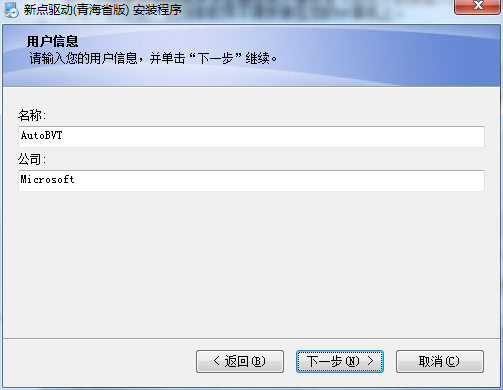 新点驱动(青海省版) 安装程序
用户信息
请输入您的用户信息，并单击“下一步”继续。
名称:
AutoBVT
公司:
Microsoft
< 返回(B)
下一步(N) >
取消(C)